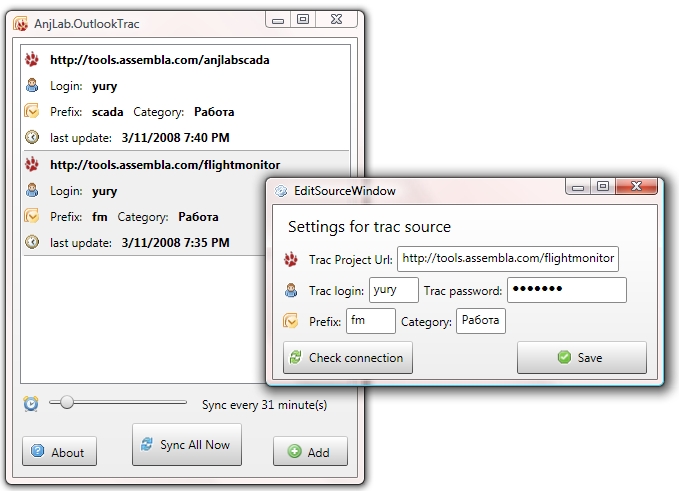 AnjLab.OutlookTrac
http://tools.assembla.com/anjlabscada
Login: yury
Prefix: scada Category: Работа
last update: 3/11/2008 7:40 PM
http://tools.assembla.com/flightmonitor
Login: yury
Prefix: fm Category: Работа
last update: 3/11/2008 7:35 PM
Sync every 31 minute(s)
About
Sync All Now
Add
EditSourceWindow
Settings for trac source
Trac Project Url: http://tools.assembla.com/flightmonitor
Trac login: yury Trac password: •••••••
Prefix: fm Category: Работа
Check connection
Save